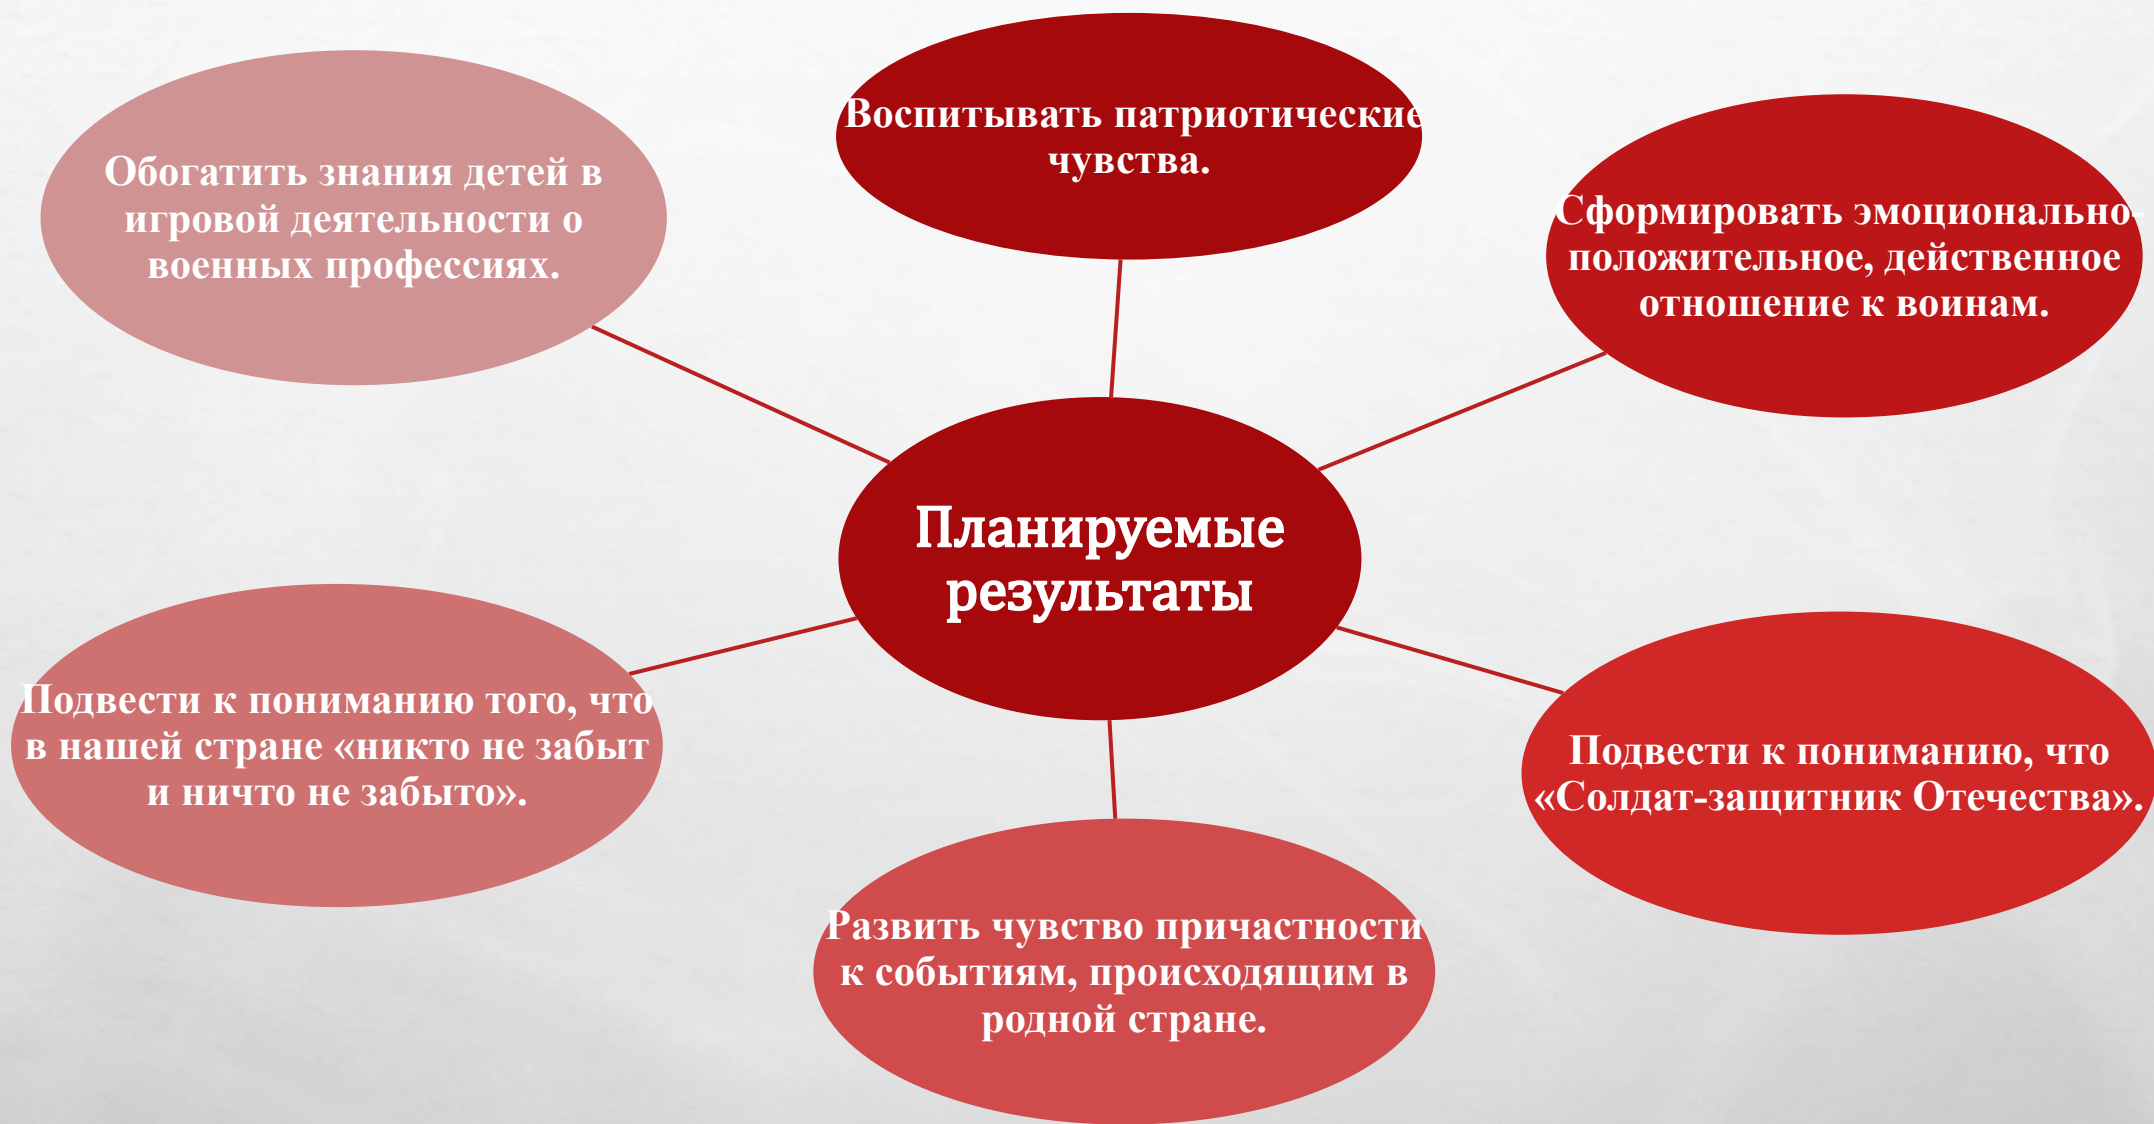 Воспитывать патриотические
чувства.
Обогатить знания детей в
игровой деятельности о
военных профессиях.
Сформировать эмоционально-
положительное, действенное
отношение к воинам.
Планируемые
результаты
Подвести к пониманию того, что
в нашей стране «никто не забыт
и ничто не забыто».
Подвести к пониманию, что
«Солдат-защитник Отечества».
Развить чувство причастности
к событиям, происходящим в
родной стране.